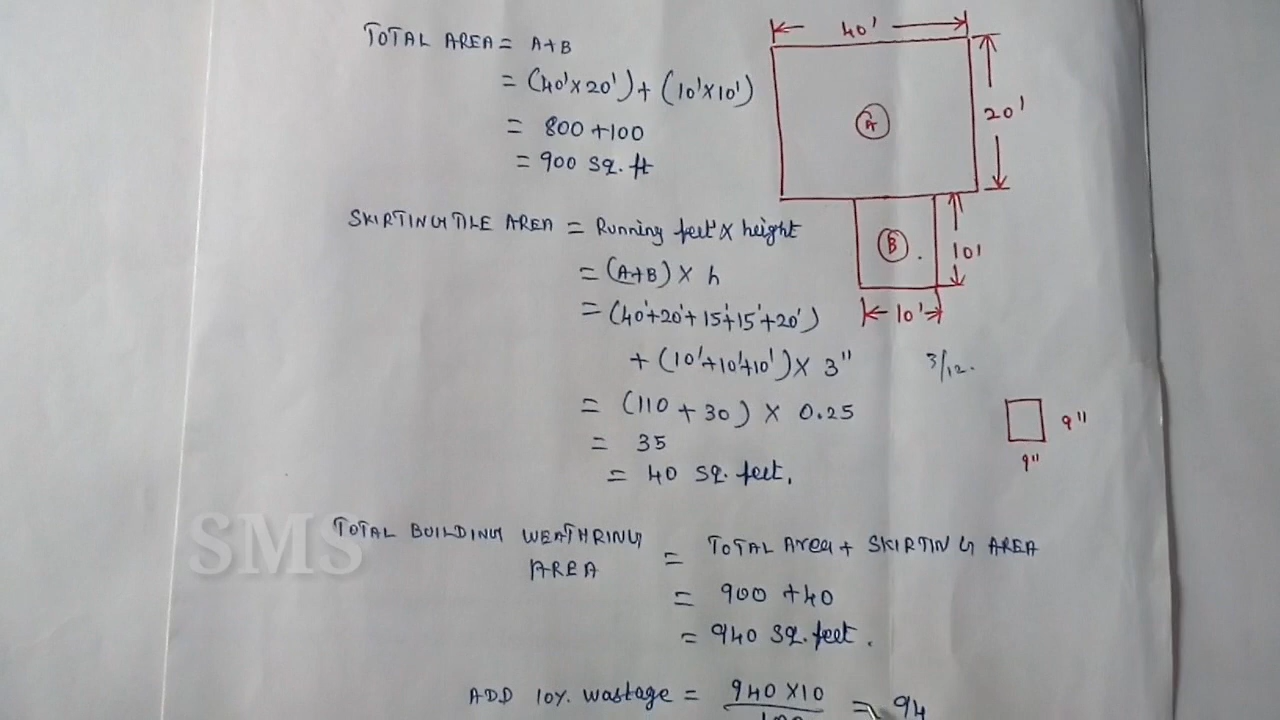 TOTAL AREA = A+B
= (40'x20') + (10'x10')
= 800 +100
= 900 sq. ft
40'
A
20'
B
10'
10'
SKIRTING TILE AREA = Running feet x height
= (A+B) x h
= (40'+20'+15'+15'+20')
+ (10'+10'+10') x 3"
3/12.
= (110 + 30) x 0.25
= 35
= 40 sq. feet.
9"
9"
SMS
TOTAL BUILDING WEATHRING AREA = TOTAL Area + SKIRTING AREA
= 900 +40
= 940 sq. feet.
ADD 10%. wastage = 940 X10 / 100 = 94